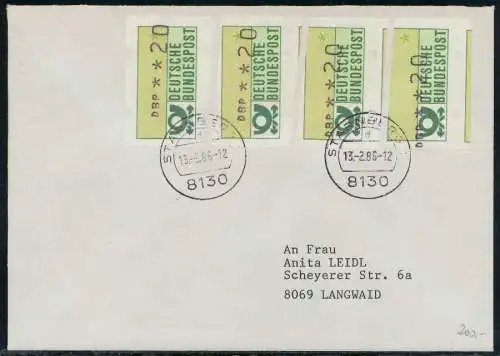 DBP **20
DEUTSCHE
BUNDESPOST
DBP **20
DEUTSCHE
BUNDESPOST
DBP **20
DEUTSCHE
BUNDESPOST
DBP **20
DEUTSCHE
BUNDESPOST
13.-2.86-12
8130
13.-2.86-12
8130
An Frau
Anita LEIDL
Scheyerer Str. 6a
8069 LANGWAID
200,-